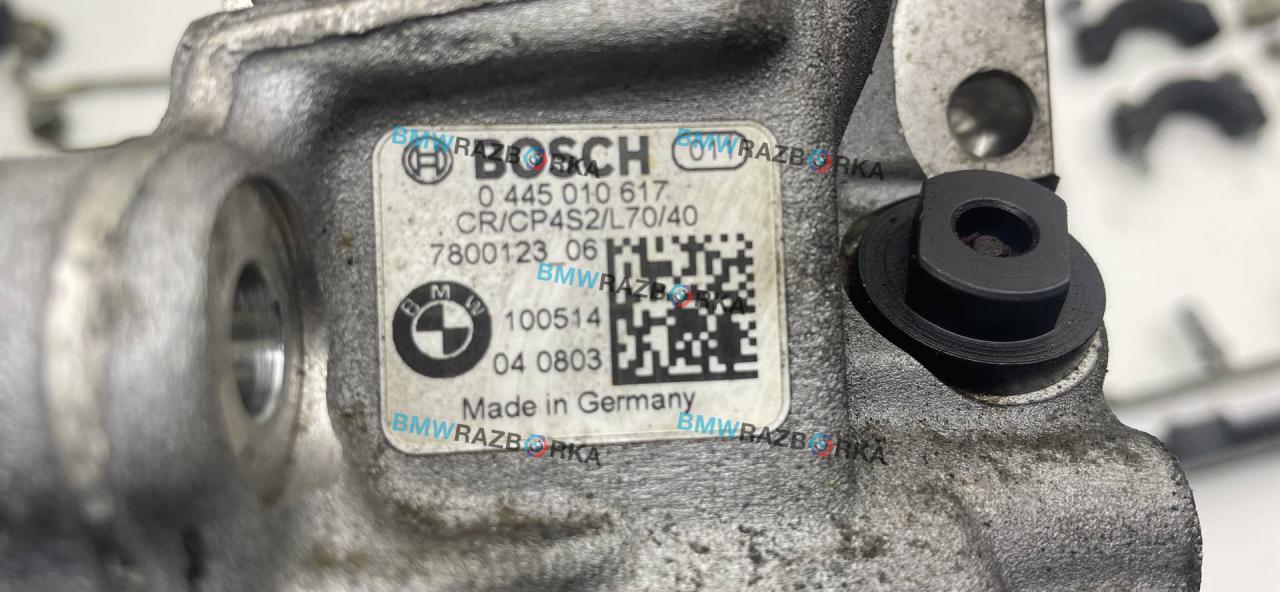 BOSCH
0 445 010 617
CR/CP4S2/L70/40
7800123 06
BMW
100514
04 0803
Made in Germany
BMWRAZBORKA
BMWRAZBORKA
BMWRAZBORKA
BMWRAZBORKA
BMWRAZBORKA